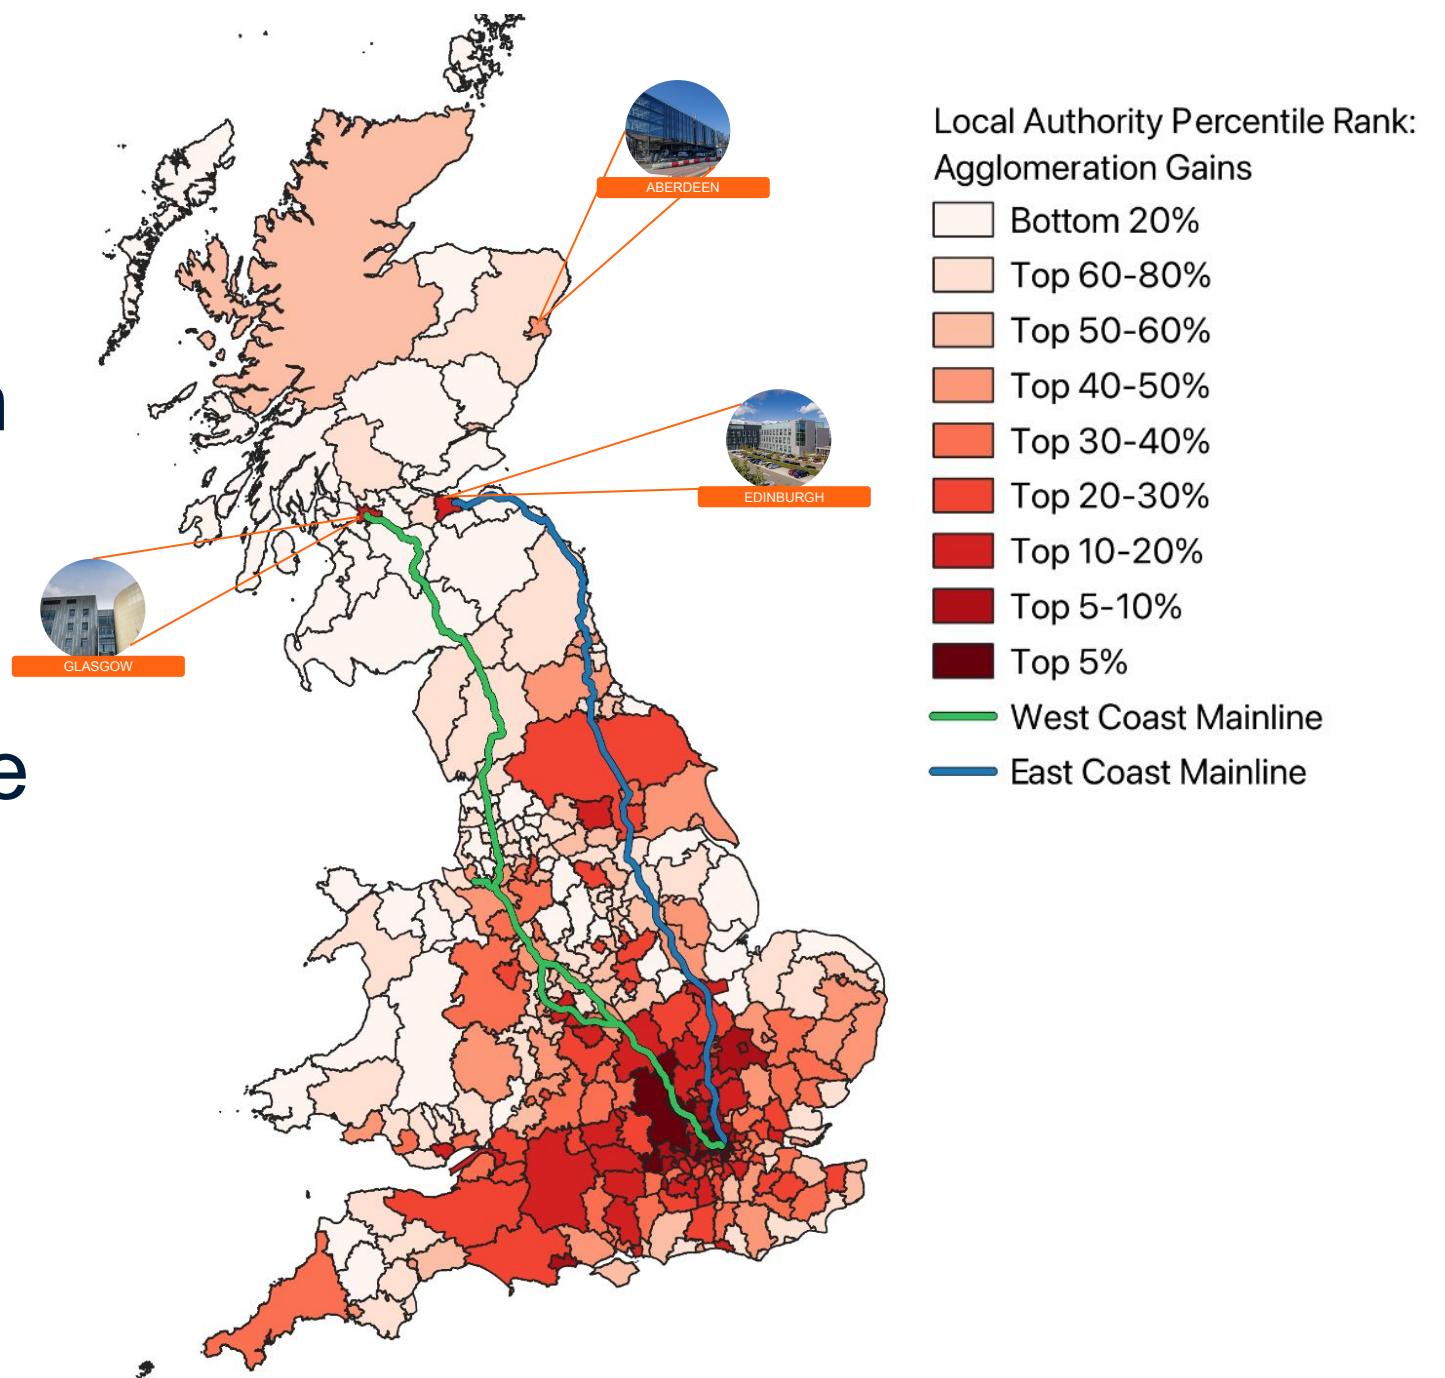 ABERDEEN
EDINBURGH
GLASGOW
n
e
Local Authority Percentile Rank:
Agglomeration Gains
Bottom 20%
Top 60-80%
Top 50-60%
Top 40-50%
Top 30-40%
Top 20-30%
Top 10-20%
Top 5-10%
Top 5%
West Coast Mainline
East Coast Mainline